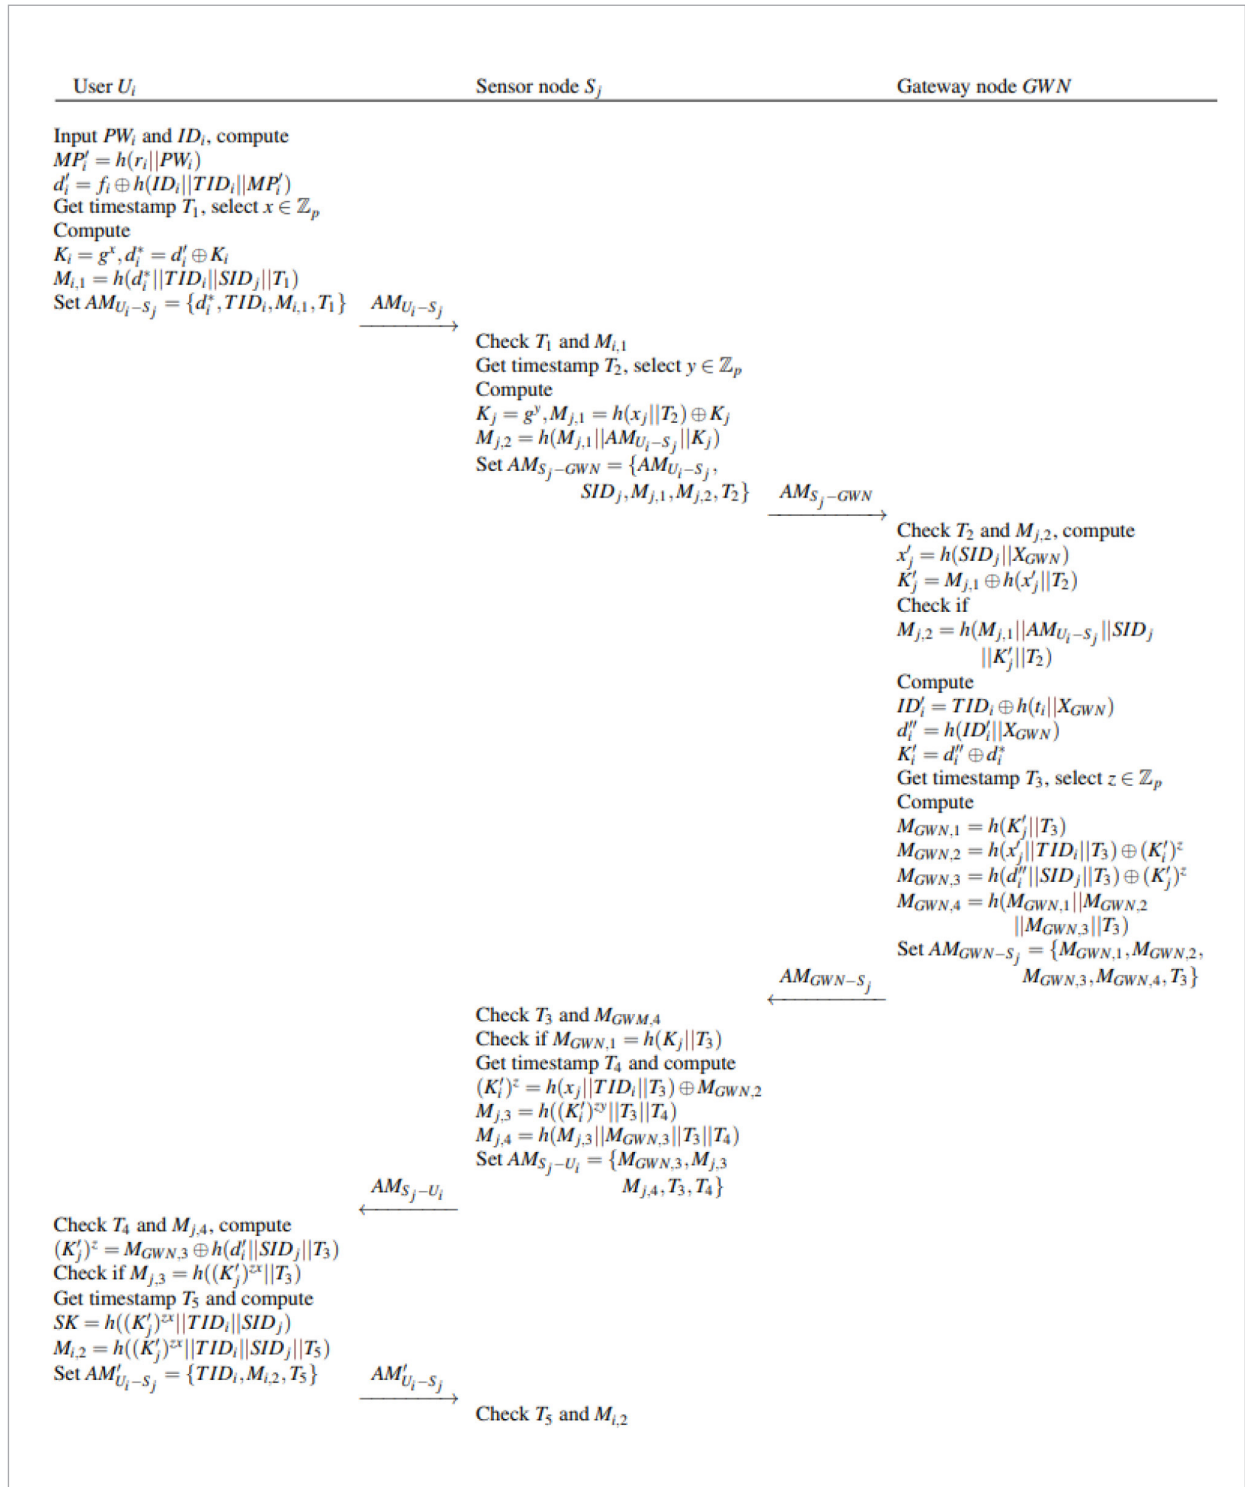 User U_i Sensor node S_j Gateway node GWN
Input PW_i and ID_i, compute
MP′_i = h(r_i||PW_i)
d′_i = f_i ⊕ h(ID_i||TID_i||MP′_i)
Get timestamp T_1, select x ∈ ℤ_p
Compute
K_i = g^x, d*_i = d′_i ⊕ K_i
M_{i,1} = h(d*_i||TID_i||SID_j||T_1)
Set AM_{U_i−S_j} = {d*_i, TID_i, M_{i,1}, T_1} AM_{U_i−S_j}
Check T_1 and M_{i,1}
Get timestamp T_2, select y ∈ ℤ_p
Compute
K_j = g^y, M_{j,1} = h(x_j||T_2) ⊕ K_j
M_{j,2} = h(M_{j,1}||AM_{U_i−S_j}||K_j)
Set AM_{S_j−GWN} = {AM_{U_i−S_j},
SID_j, M_{j,1}, M_{j,2}, T_2} AM_{S_j−GWN}
Check T_2 and M_{j,2}, compute
x′_j = h(SID_j||X_{GWN})
K′_j = M_{j,1} ⊕ h(x′_j||T_2)
Check if
M_{j,2} = h(M_{j,1}||AM_{U_i−S_j}||SID_j
||K′_j||T_2)
Compute
ID′_i = TID_i ⊕ h(t_i||X_{GWN})
d″_i = h(ID′_i||X_{GWN})
K′_i = d″_i ⊕ d*_i
Get timestamp T_3, select z ∈ ℤ_p
Compute
M_{GWN,1} = h(K′_j||T_3)
M_{GWN,2} = h(x′_j||TID_i||T_3) ⊕ (K′_i)^z
M_{GWN,3} = h(d″_i||SID_j||T_3) ⊕ (K′_j)^z
M_{GWN,4} = h(M_{GWN,1}||M_{GWN,2}
||M_{GWN,3}||T_3)
Set AM_{GWN−S_j} = {M_{GWN,1}, M_{GWN,2},
AM_{GWN−S_j} M_{GWN,3}, M_{GWN,4}, T_3}
Check T_3 and M_{GWM,4}
Check if M_{GWN,1} = h(K_j||T_3)
Get timestamp T_4 and compute
(K′_i)^z = h(x_j||TID_i||T_3) ⊕ M_{GWN,2}
M_{j,3} = h((K′_i)^{zy}||T_3||T_4)
M_{j,4} = h(M_{j,3}||M_{GWN,3}||T_3||T_4)
Set AM_{S_j−U_i} = {M_{GWN,3}, M_{j,3}
AM_{S_j−U_i} M_{j,4}, T_3, T_4}
Check T_4 and M_{j,4}, compute
(K′_j)^z = M_{GWN,3} ⊕ h(d′_i||SID_j||T_3)
Check if M_{j,3} = h((K′_j)^{zx}||T_3)
Get timestamp T_5 and compute
SK = h((K′_j)^{zx}||TID_i||SID_j)
M_{i,2} = h((K′_j)^{zx}||TID_i||SID_j||T_5)
Set AM′_{U_i−S_j} = {TID_i, M_{i,2}, T_5} AM′_{U_i−S_j}
Check T_5 and M_{i,2}